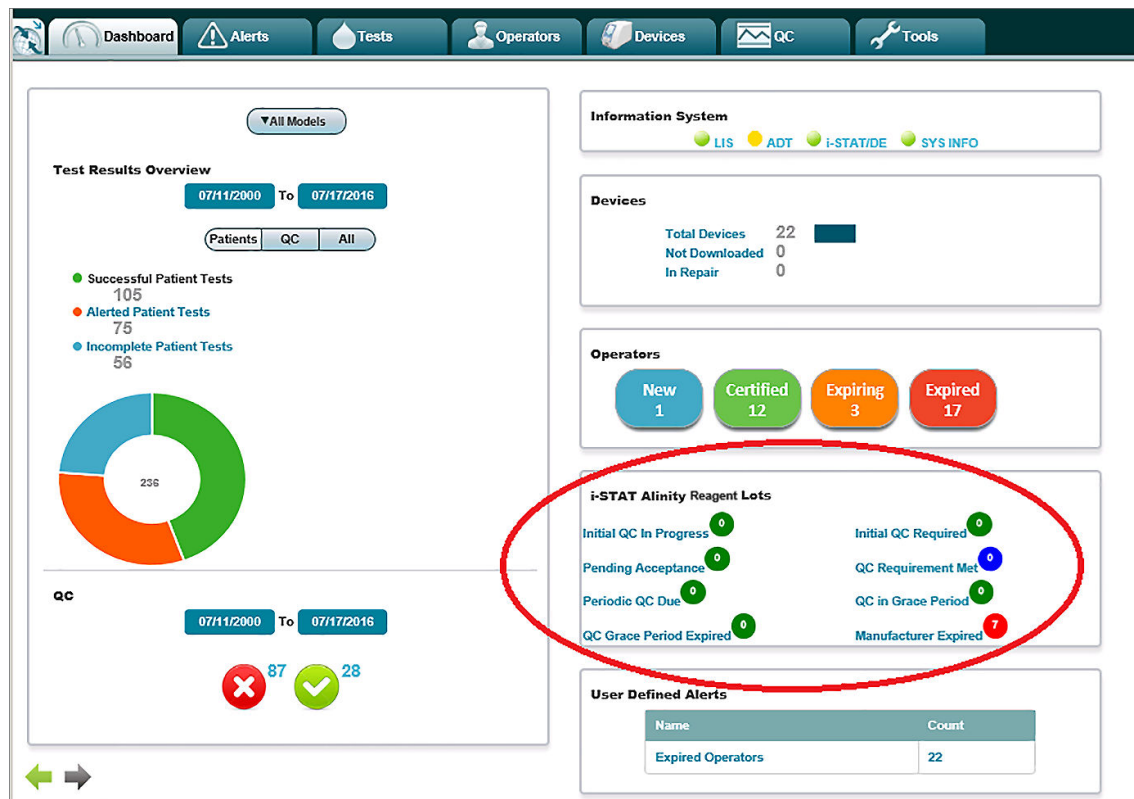 Dashboard Alerts Tests Operators Devices QC Tools
▼All Models
Test Results Overview
07/11/2000 To 07/17/2016
Patients QC All
Successful Patient Tests
105
Alerted Patient Tests
75
Incomplete Patient Tests
56
236
QC
07/11/2000 To 07/17/2016
87 28
Information System
LIS ADT i-STAT/DE SYS INFO
Devices
Total Devices 22
Not Downloaded 0
In Repair 0
Operators
New Certified Expiring Expired
1 12 3 17
i-STAT Alinity Reagent Lots
Initial QC In Progress 0 Initial QC Required 0
Pending Acceptance 0 QC Requirement Met 0
Periodic QC Due 0 QC in Grace Period 0
QC Grace Period Expired 0 Manufacturer Expired 7
User Defined Alerts
Name Count
Expired Operators 22